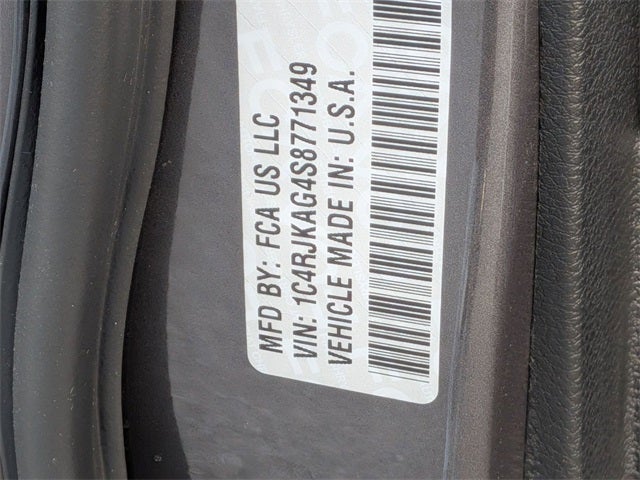 MFD BY: FCA US LLC
VIN: 1C4RJKAG4S8771349
VEHICLE MADE IN: U.S.A.